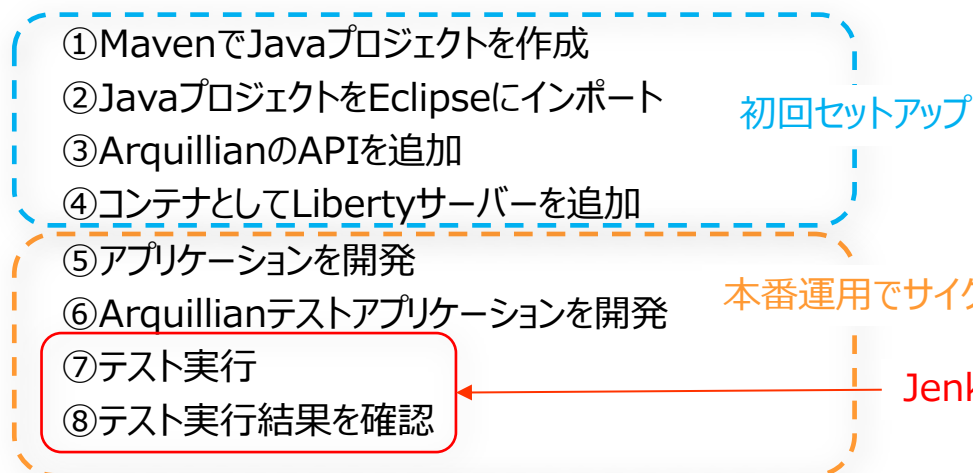 ①MavenでJavaプロジェクトを作成
②JavaプロジェクトをEclipseにインポート
初回セットアップ
③ArquillianのAPIを追加
④コンテナとしてLibertyサーバーを追加
⑤アプリケーションを開発
本番運用でサイク
⑥Arquillianテストアプリケーションを開発
⑦テスト実行
Jenk
⑧テスト実行結果を確認